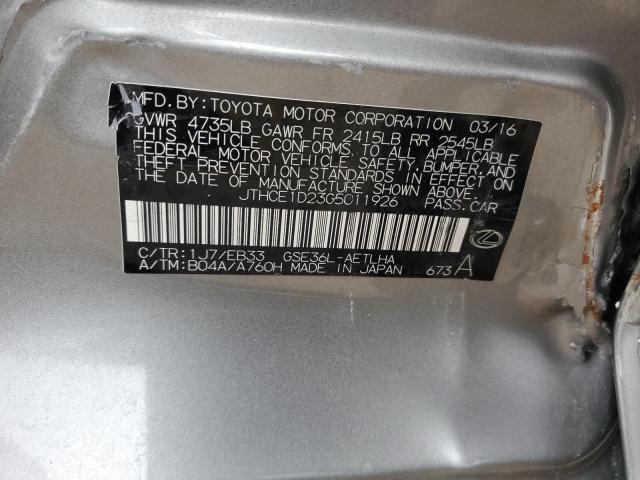 MFD. BY: TOYOTA MOTOR CORPORATION 03/16
GVWR 4735LB GAWR FR 2415LB RR 2545LB
THIS VEHICLE CONFORMS TO ALL APPLICABLE
FEDERAL MOTOR VEHICLE SAFETY, BUMPER, AND
THEFT PREVENTION STANDARDS IN EFFECT ON
THE DATE OF MANUFACTURE SHOWN ABOVE.
JTHCE1D23G5011926 PASS. CAR
C/TR: 1J7/EB33 GSE36L-AETLHA
A/TM: B04A/A760H MADE IN JAPAN 673 A